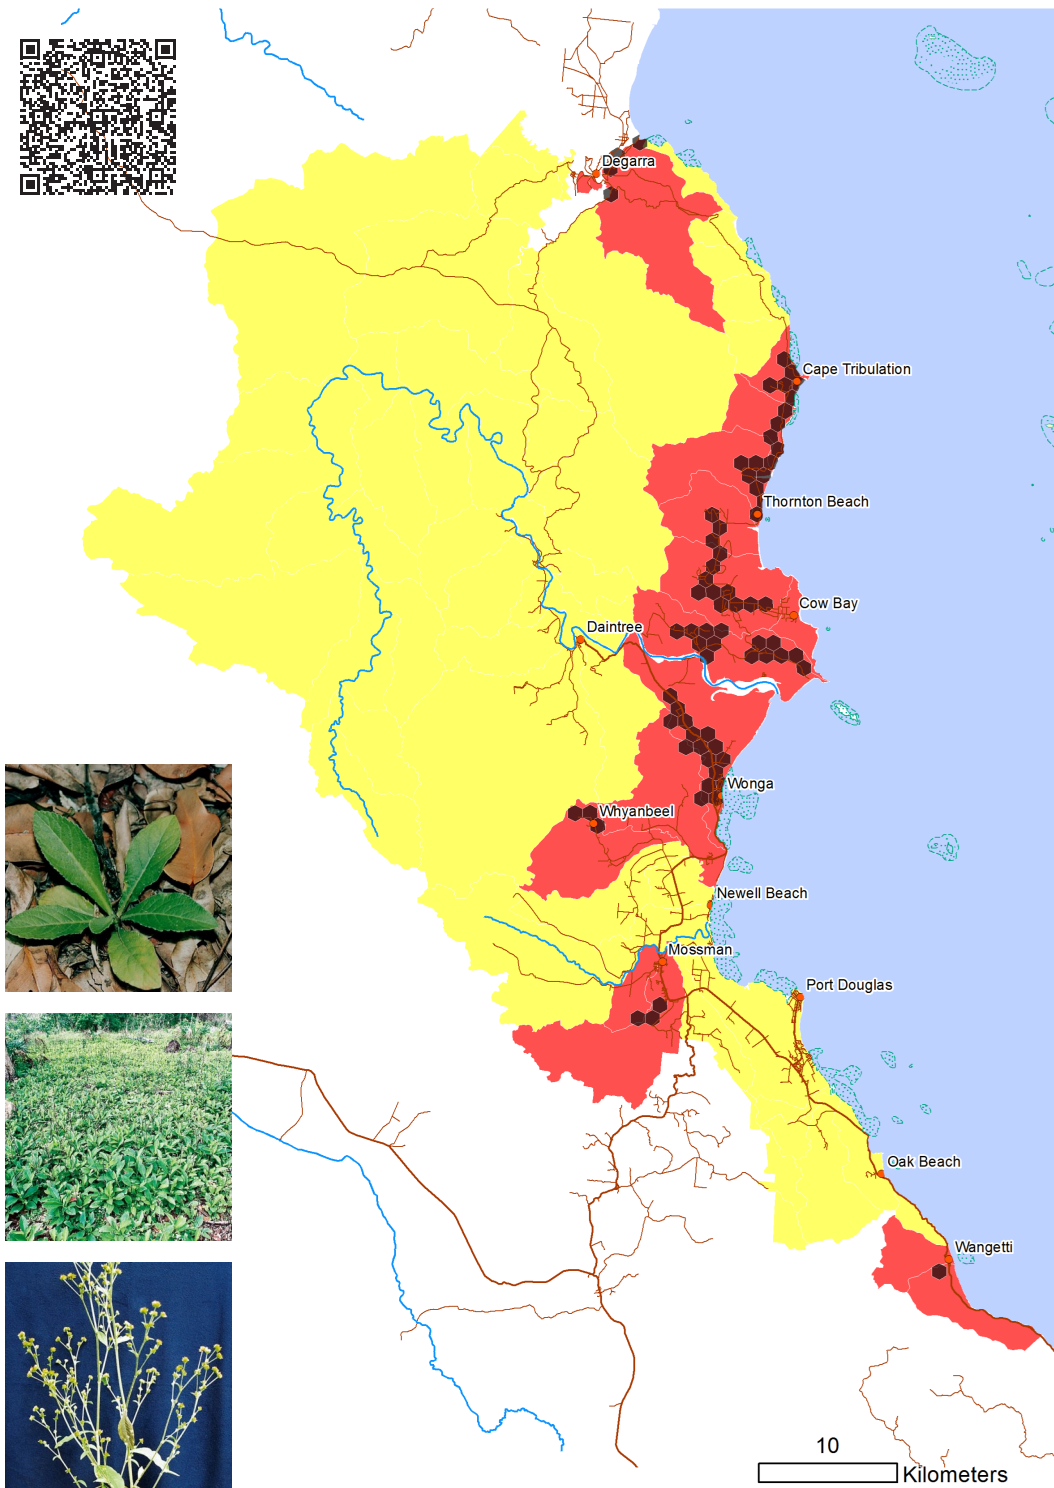 Degarra
Cape Tribulation
Thornton Beach
Cow Bay
Daintree
Wonga
Whyanbeel
Newell Beach
Mossman
Port Douglas
Oak Beach
Wangetti
10
Kilometers